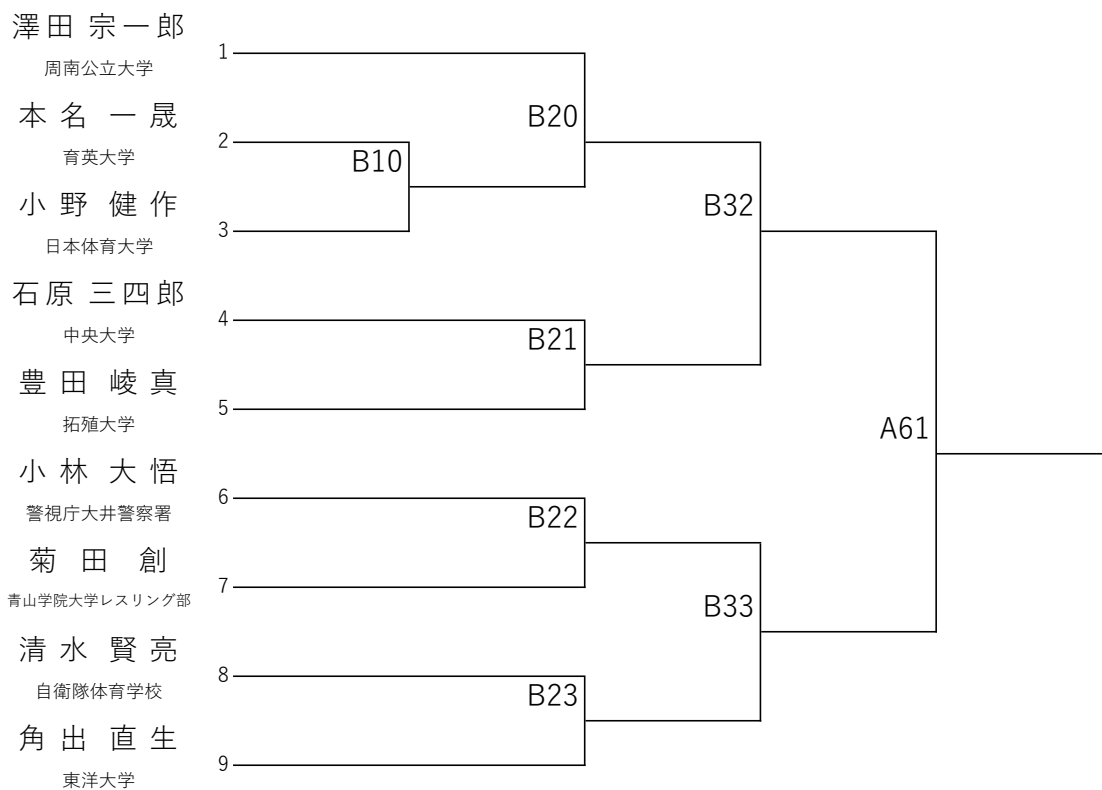 澤田 宗一郎
1
周南公立大学
B20
本名 一晟
2
育英大学
B10
小野 健作
B32
3
日本体育大学
石原 三四郎
4
中央大学
B21
豊田 崚真
5
拓殖大学
A61
小林 大悟
6
警視庁大井警察署
B22
菊田 創
7
青山学院大学レスリング部
B33
清水 賢亮
8
自衛隊体育学校
B23
角出 直生
9
東洋大学